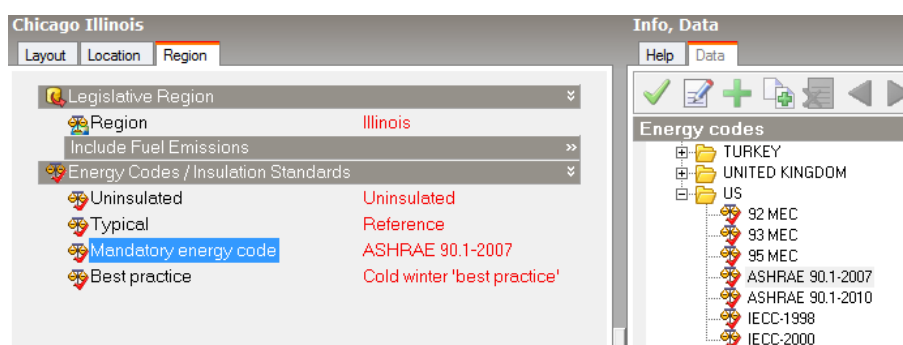 Chicago Illinois
Layout Location Region
Legislative Region
Region Illinois
Include Fuel Emissions
Energy Codes / Insulation Standards
Uninsulated Uninsulated
Typical Reference
Mandatory energy code ASHRAE 90.1-2007
Best practice Cold winter 'best practice'
Info, Data
Help Data
Energy codes
TURKEY
UNITED KINGDOM
US
92 MEC
93 MEC
95 MEC
ASHRAE 90.1-2007
ASHRAE 90.1-2010
IECC-1998
IECC-2000